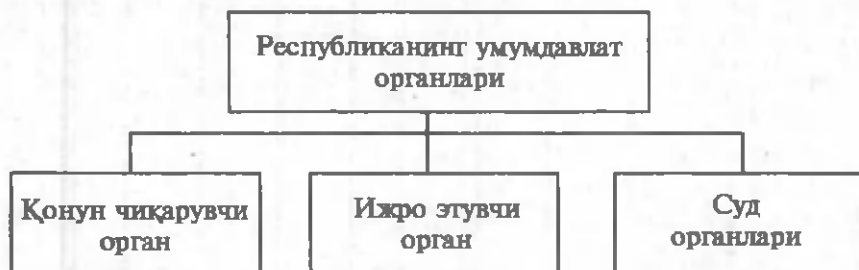 Республиканинг умумдавлат
органлари
Қонун чиқарувчи
орган
Ижро этувчи
орган
Суд
органлари